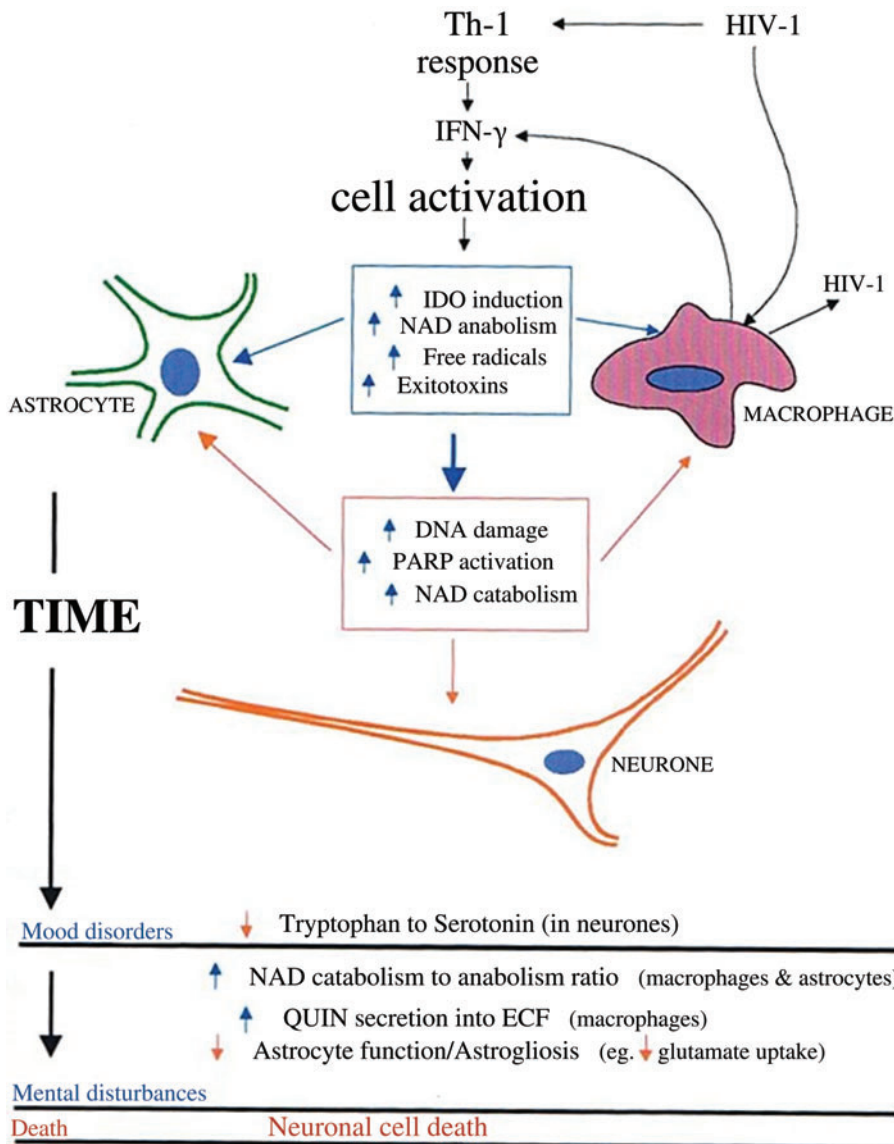 Th-1 response
HIV-1
IFN-γ
cell activation
HIV-1
IDO induction
NAD anabolism
Free radicals
Exitotoxins
ASTROCYTE
MACROPHAGE
DNA damage
PARP activation
NAD catabolism
TIME
NEURONE
Mood disorders
Tryptophan to Serotonin (in neurones)
NAD catabolism to anabolism ratio (macrophages & astrocytes)
QUIN secretion into ECF (macrophages)
Astrocyte function/Astrogliosis (eg. glutamate uptake)
Mental disturbances
Death Neuronal cell death